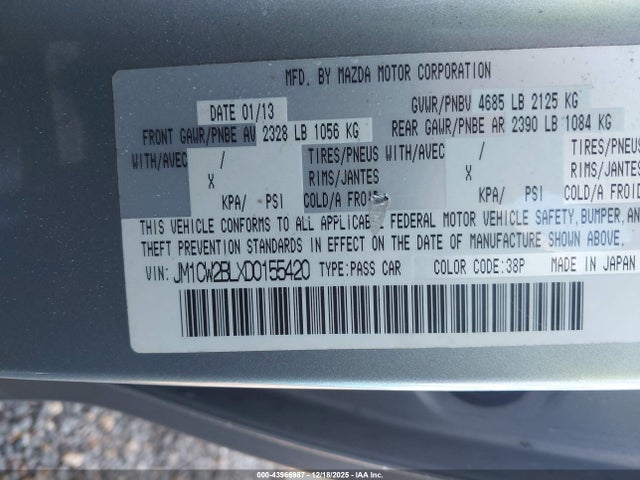 MFD. BY MAZDA MOTOR CORPORATION
DATE 01/13 GVWR/PNBV 4685 LB 2125 KG
FRONT GAWR/PNBE AV 2328 LB 1056 KG REAR GAWR/PNBE AR 2390 LB 1084 KG
WITH/AVEC / TIRES/PNEUS WITH/AVEC / TIRES/PNEUS
X RIMS/JANTES X RIMS/JANTES
KPA/ PSI COLD/A FROID KPA/ PSI COLD/A FROI
THIS VEHICLE CONFORMS TO ALL APPLICABLE FEDERAL MOTOR VEHICLE SAFETY, BUMPER, AND
THEFT PREVENTION STANDARDS IN EFFECT ON THE DATE OF MANUFACTURE SHOWN ABOVE.
VIN: JM1CW2BLXD0155420 TYPE: PASS CAR COLOR CODE: 38P MADE IN JAPAN
000-43966987 - 12/18/2025 - IAA Inc.